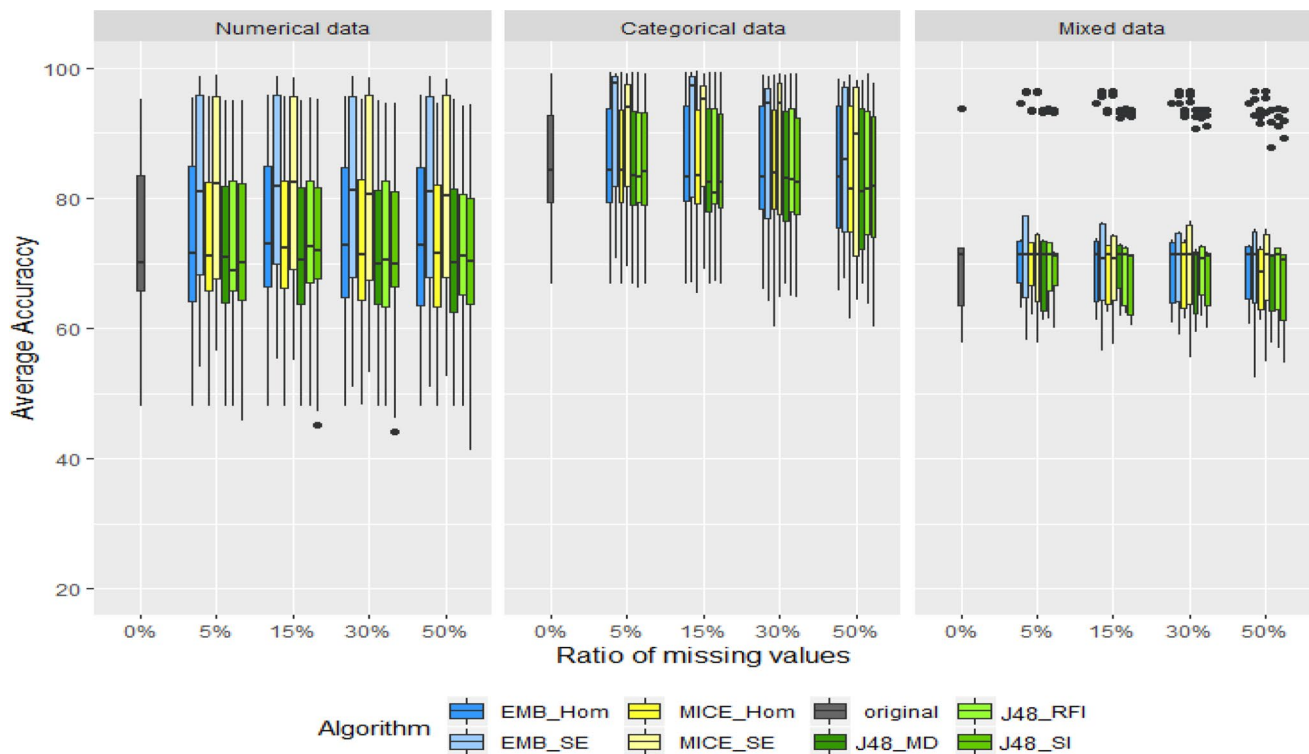 Numerical data Categorical data Mixed data
100
80
60
40
20
Average Accuraccy
0% 5% 15% 30% 50% 0% 5% 15% 30% 50% 0% 5% 15% 30% 50%
Ratio of missing values
Algorithm
EMB_Hom MICE_Hom original J48_RFI
EMB_SE MICE_SE J48_MD J48_SI